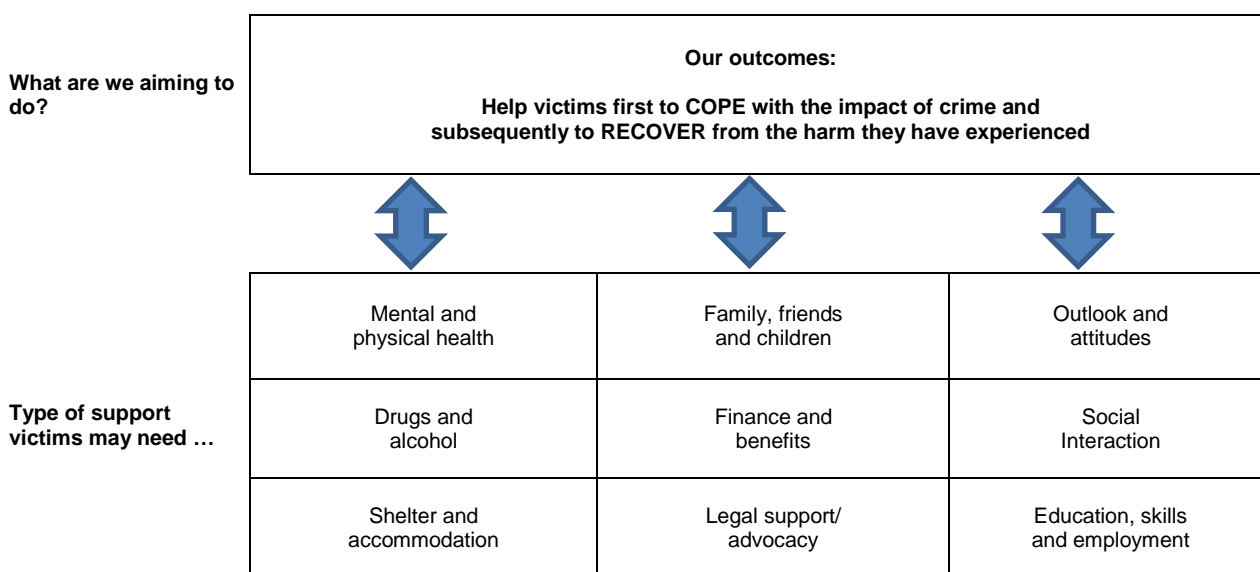 Our outcomes:
What are we aiming to
do?
Help victims first to COPE with the impact of crime and
subsequently to RECOVER from the harm they have experienced
Mental and
physical health
Family, friends
and children
Outlook and
attitudes
Type of support
victims may need …
Drugs and
alcohol
Finance and
benefits
Social
Interaction
Shelter and
accommodation
Legal support/
advocacy
Education, skills
and employment